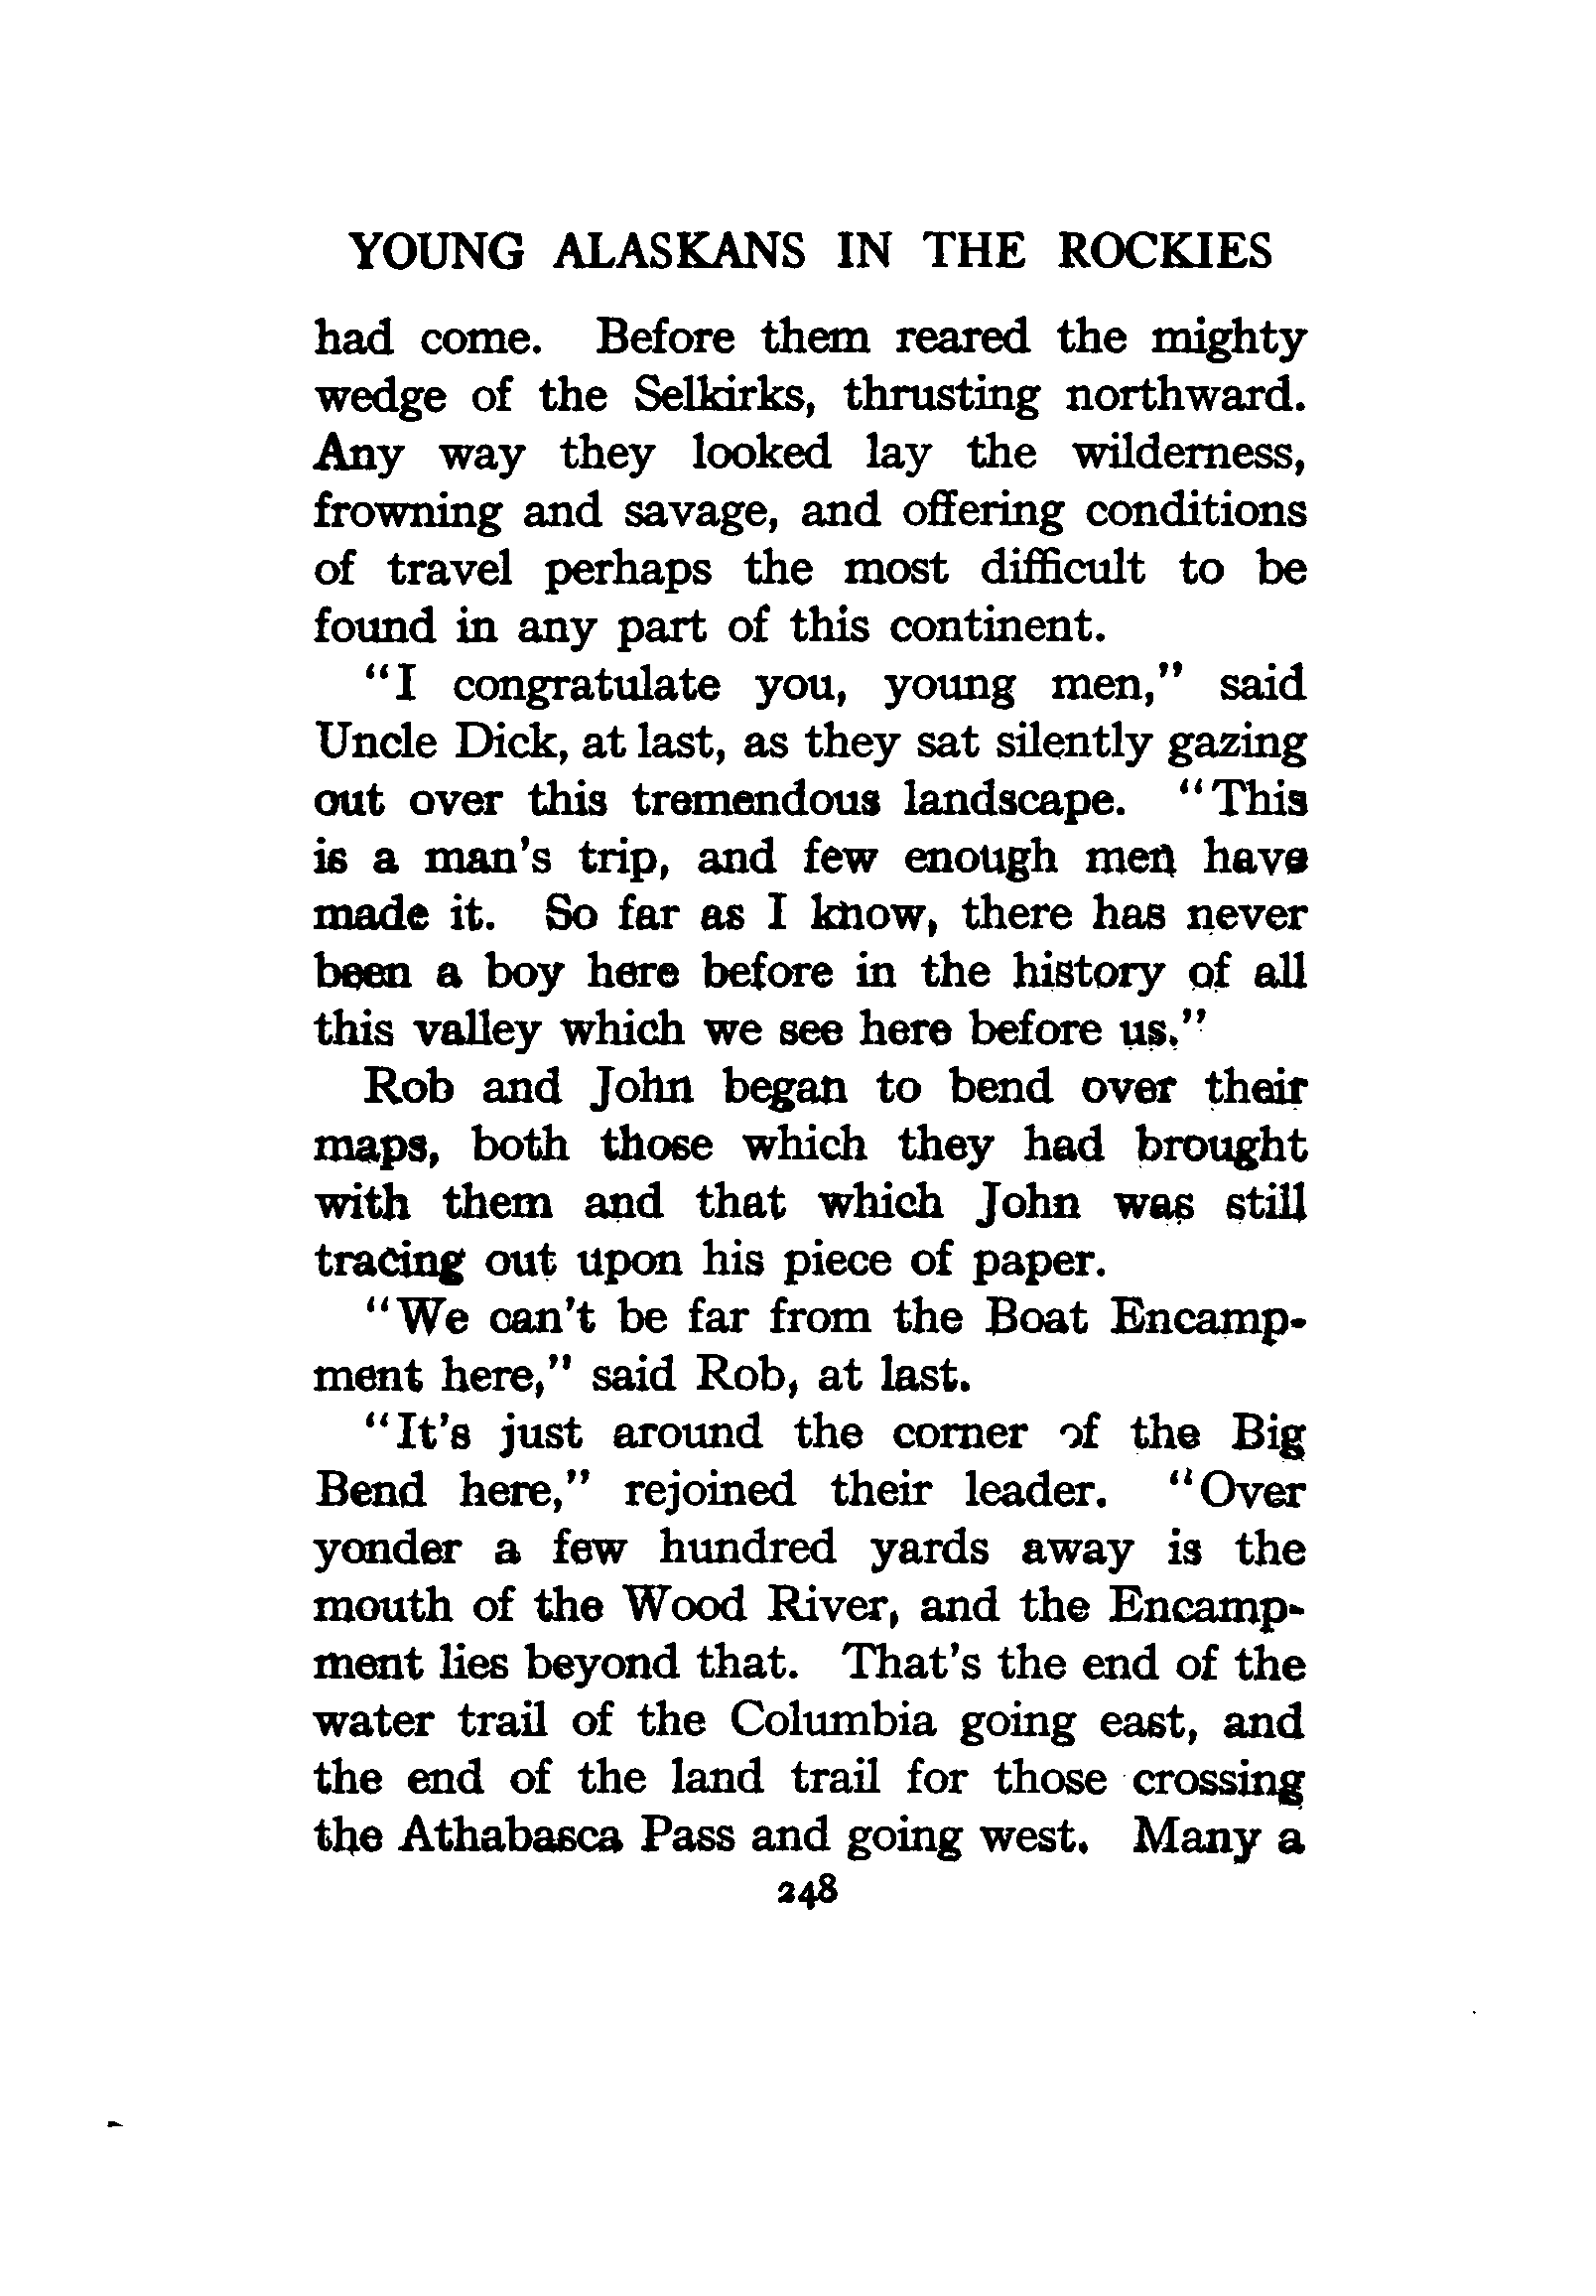 YOUNG ALASKANS IN THE ROCKIES
had come. Before them reared the mighty
wedge of the Selkirks, thrusting northward.
Any way they looked lay the wilderness,
frowning and savage, and offering conditions
of travel perhaps the most difficult to be
found in any part of this continent.
“I congratulate you, young men,” said
Uncle Dick, at last, as they sat silently gazing
out over this tremendous landscape. “This
is a man's trip, and few enough men have
made it. So far as I know, there has never
been a boy here before in the history of all
this valley which we see here before us.”
Rob and John began to bend over their
maps, both those which they had brought
with them and that which John was still
tracing out upon his piece of paper.
“We can't be far from the Boat Encamp-
ment here,” said Rob, at last.
“It's just around the corner of the Big
Bend here,” rejoined their leader. “Over
yonder a few hundred yards away is the
mouth of the Wood River, and the Encamp-
ment lies beyond that. That's the end of the
water trail of the Columbia going east, and
the end of the land trail for those crossing
the Athabasca Pass and going west. Many a
248